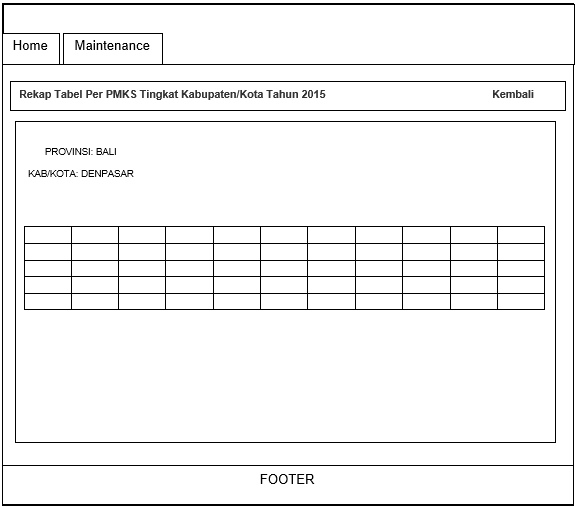 Home Maintenance
Rekap Tabel Per PMKS Tingkat Kabupaten/Kota Tahun 2015 Kembali
PROVINSI: BALI
KAB/KOTA: DENPASAR
FOOTER